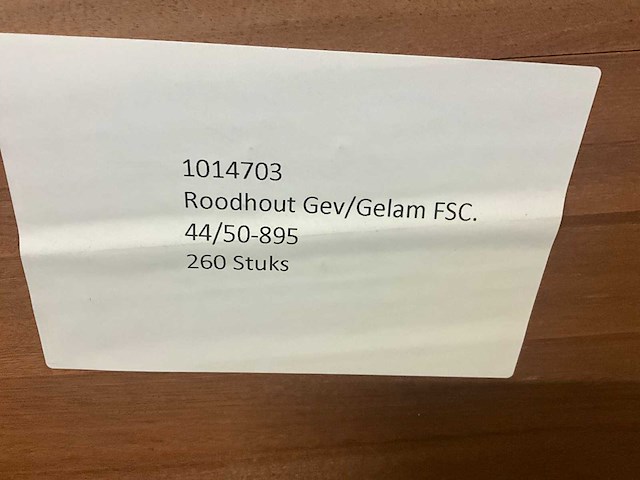 1014703
Roodhout Gev/Gelam FSC.
44/50-895
260 Stuks